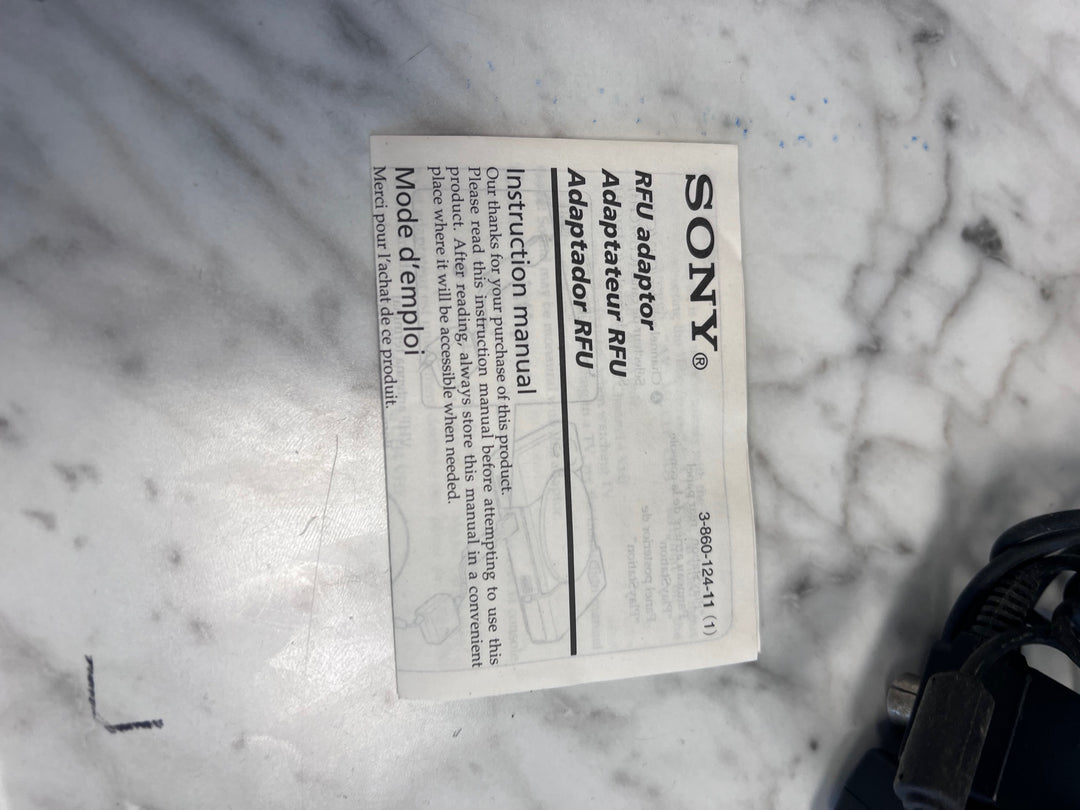 SONY®
3-860-124-11 (1)
RFU adaptor
Adaptateur RFU
Adaptador RFU
Instruction manual
Our thanks for your purchase of this product.
Please read this instruction manual before attempting to use this
product. After reading, always store this manual in a convenient
place where it will be accessible when needed.
Mode d'emploi
Merci pour l'achat de ce produit.